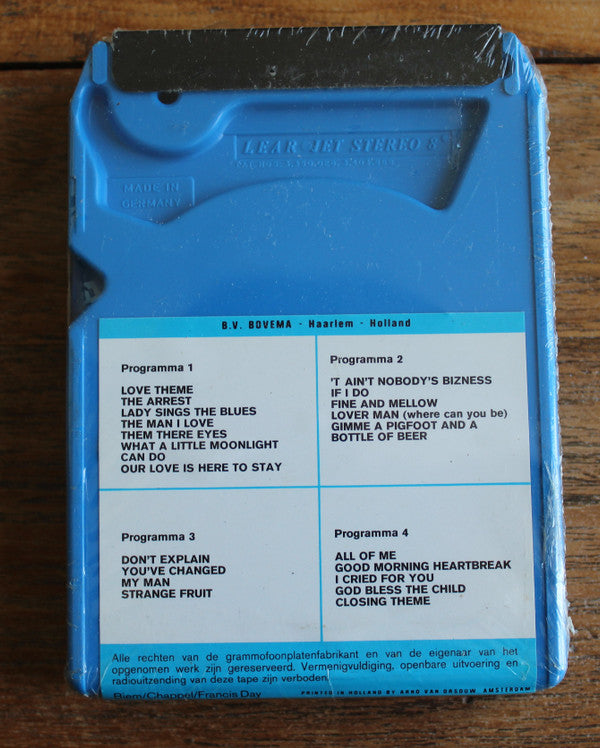 LEAR JET STEREO 8
MADE IN
GERMANY
B.V. BOVEMA - Haarlem - Holland
Programma 1
LOVE THEME
THE ARREST
LADY SINGS THE BLUES
THE MAN I LOVE
THEM THERE EYES
WHAT A LITTLE MOONLIGHT
CAN DO
OUR LOVE IS HERE TO STAY
Programma 2
'T AIN'T NOBODY'S BIZNESS
IF I DO
FINE AND MELLOW
LOVER MAN (where can you be)
GIMME A PIGFOOT AND A
BOTTLE OF BEER
Programma 3
DON'T EXPLAIN
YOU'VE CHANGED
MY MAN
STRANGE FRUIT
Programma 4
ALL OF ME
GOOD MORNING HEARTBREAK
I CRIED FOR YOU
GOD BLESS THE CHILD
CLOSING THEME
Alle rechten van de grammofoonplatenfabrikant en van de eigenaar van het
opgenomen werk zijn gereserveerd. Vermenigvuldiging, openbare uitvoering en
radiouitzending van deze tape zijn verboden.
Biem/Chappel/Francis Day
PRINTED IN HOLLAND BY ARNO VAN ORSOUW AMSTERDAM